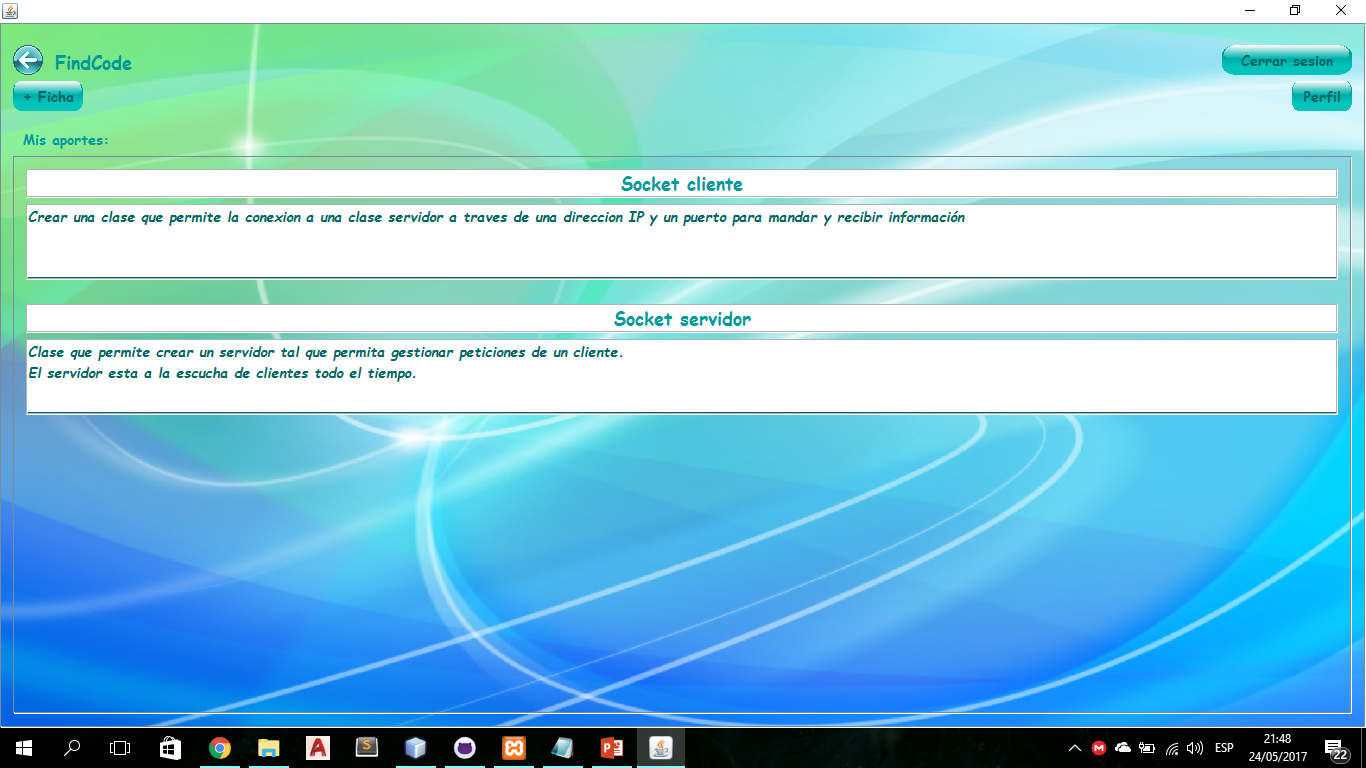 FindCode
Cerrar sesion
+ Ficha
Perfil
Mis aportes:
Socket cliente
Crear una clase que permite la conexion a una clase servidor a traves de una direccion IP y un puerto para mandar y recibir información
Socket servidor
Clase que permite crear un servidor tal que permita gestionar peticiones de un cliente.
El servidor esta a la escucha de clientes todo el tiempo.
ESP
21:48
24/05/2017
22